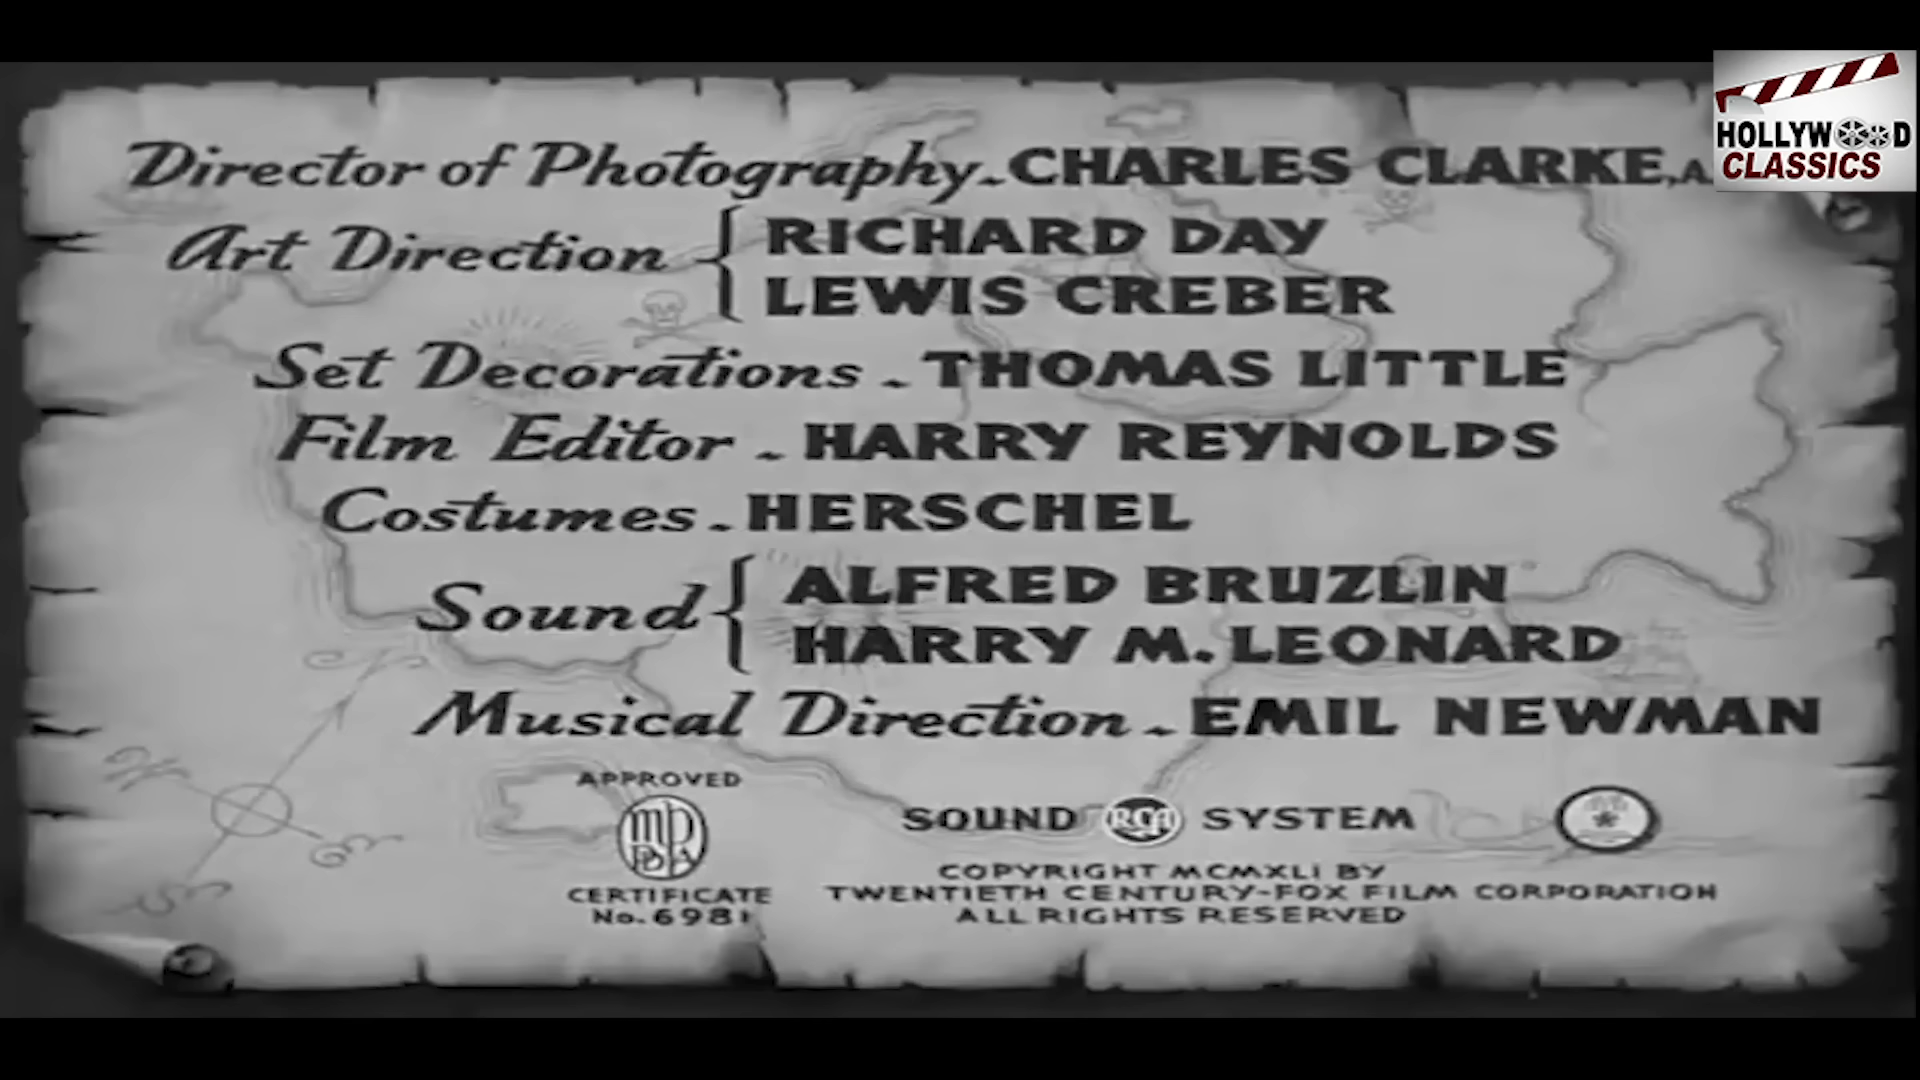 HOLLYWOOD
CLASSICS
Director of Photography - CHARLES CLARKE, A.
Art Direction { RICHARD DAY
LEWIS CREBER
Set Decorations - THOMAS LITTLE
Film Editor - HARRY REYNOLDS
Costumes - HERSCHEL
Sound { ALFRED BRUZLIN
HARRY M. LEONARD
Musical Direction - EMIL NEWMAN
APPROVED
MPPDA
CERTIFICATE
No. 6981
SOUND RCA SYSTEM
COPYRIGHT MCMXLI BY
TWENTIETH CENTURY-FOX FILM CORPORATION
ALL RIGHTS RESERVED